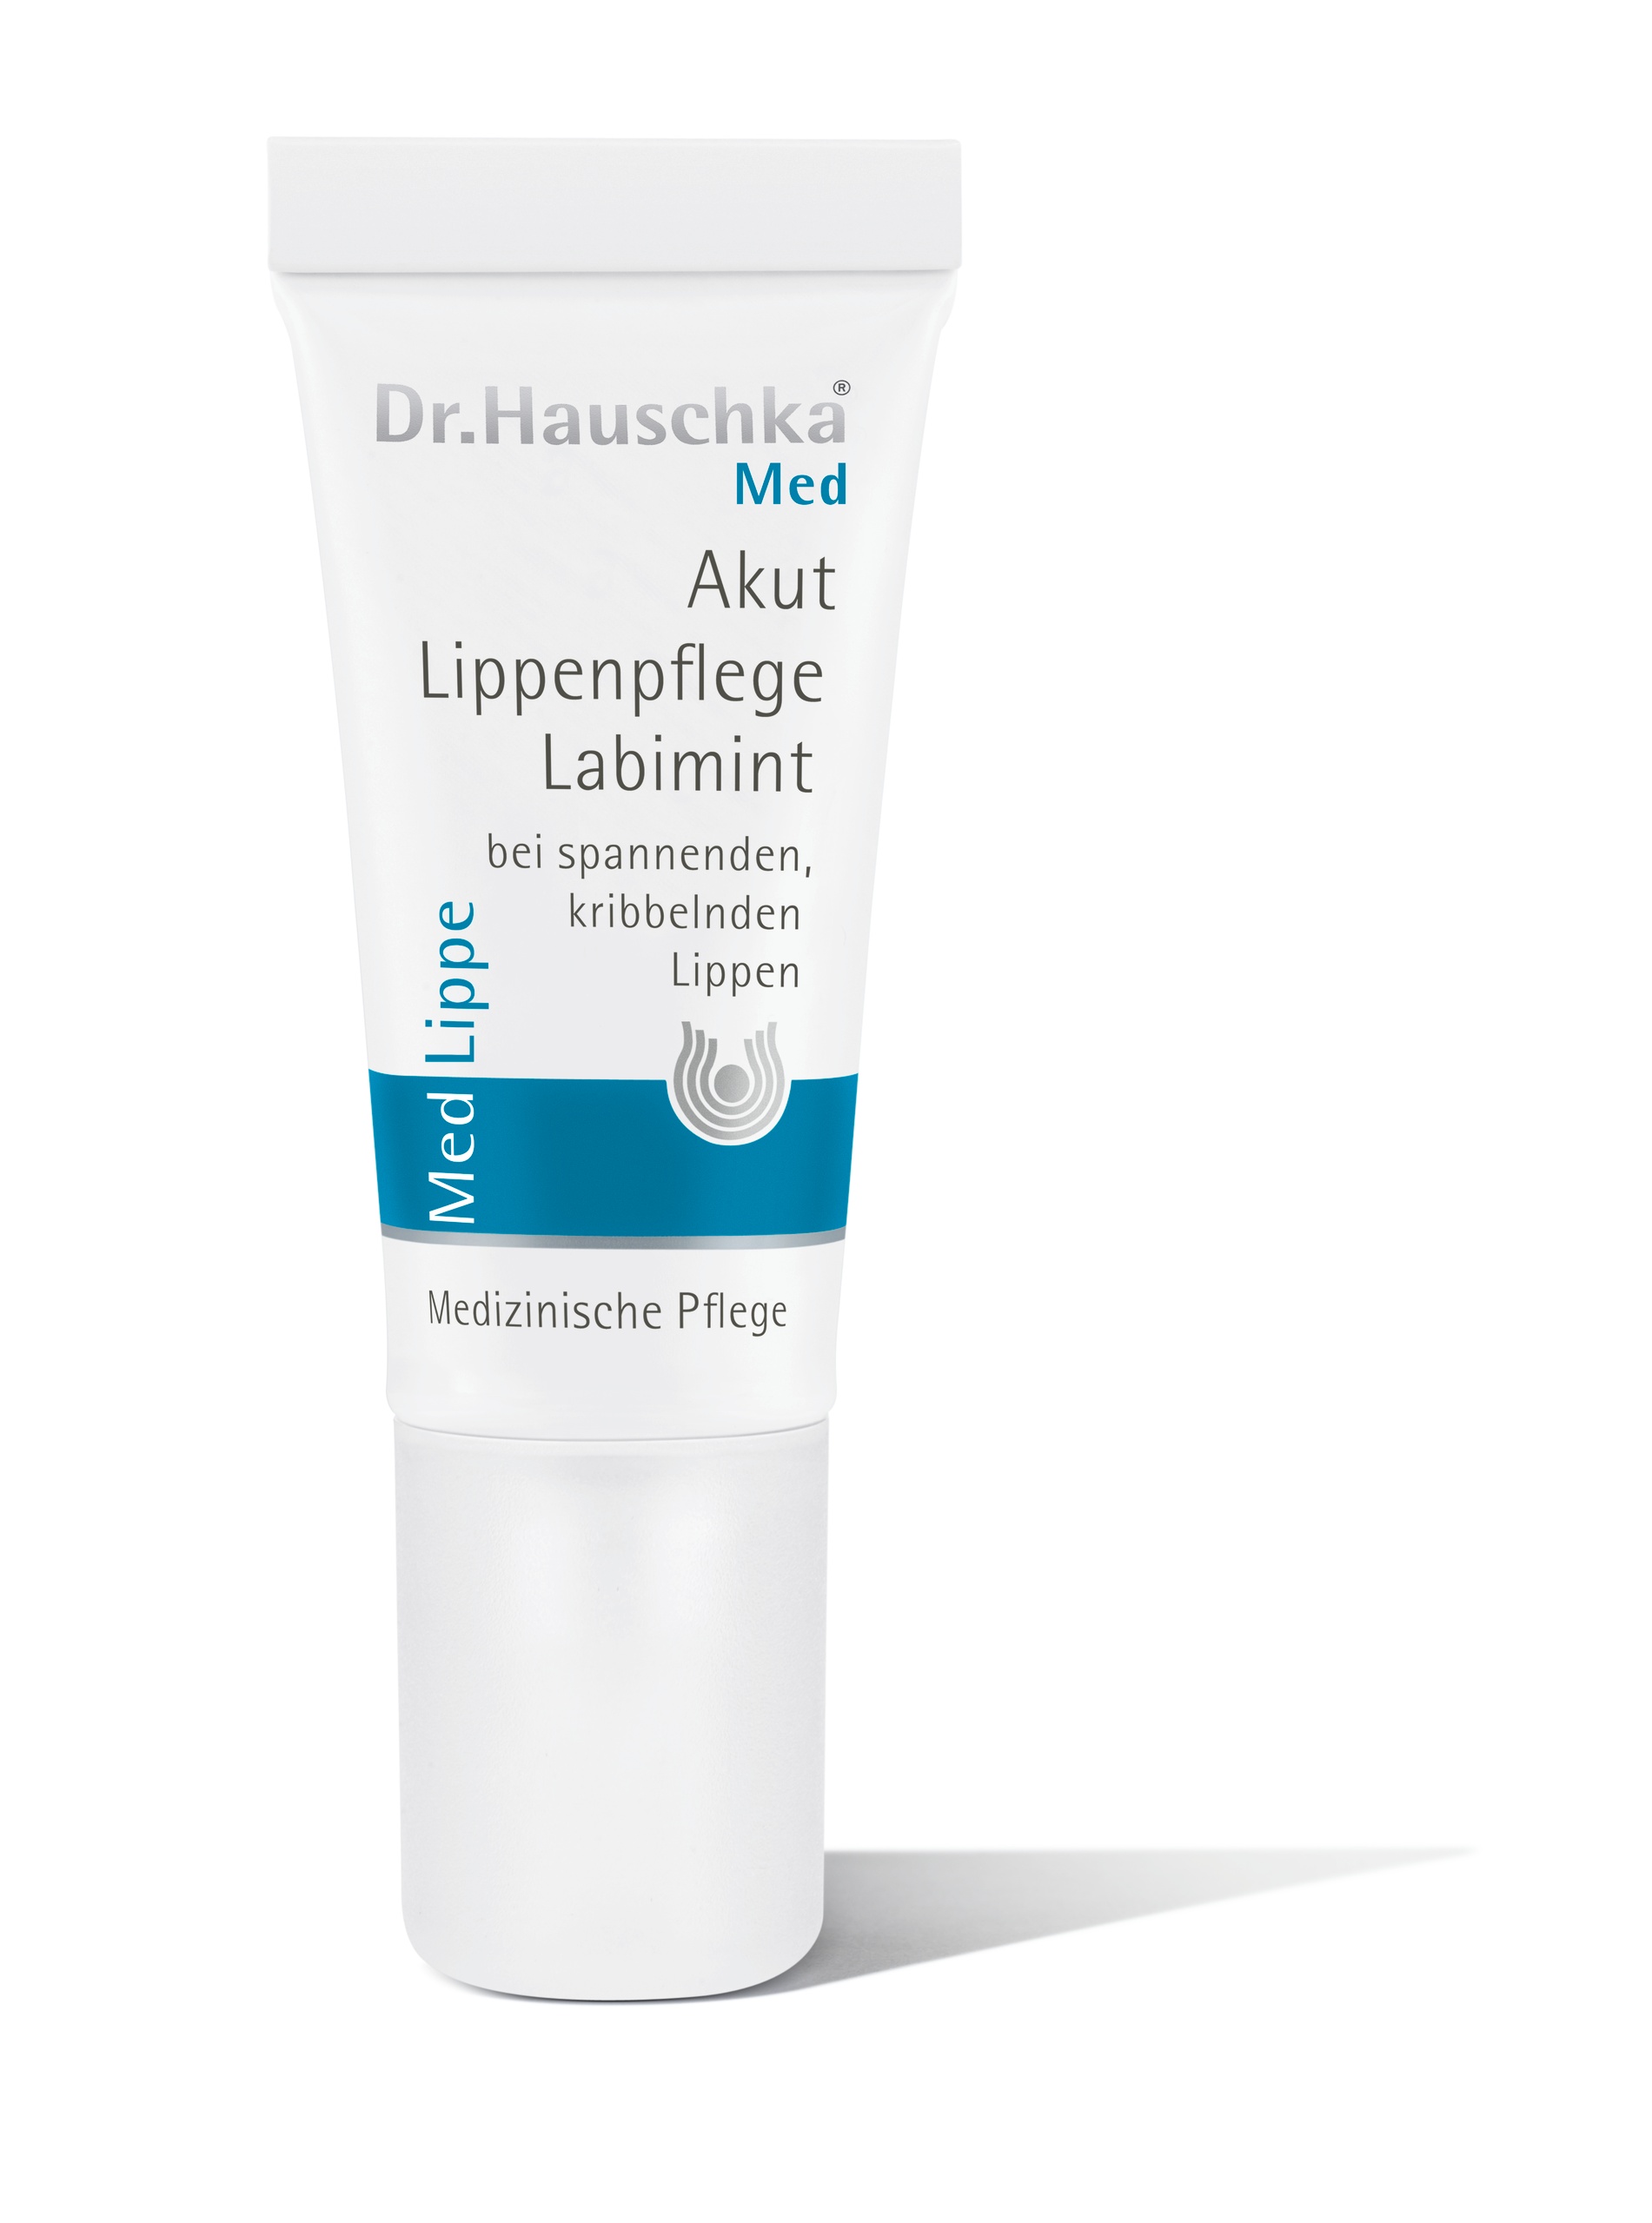 Dr.Hauschka®
Med
Akut
Lippenpflege
Labimint
bei spannenden,
kribbelnden
Lippen
Med Lippe
Medizinische Pflege